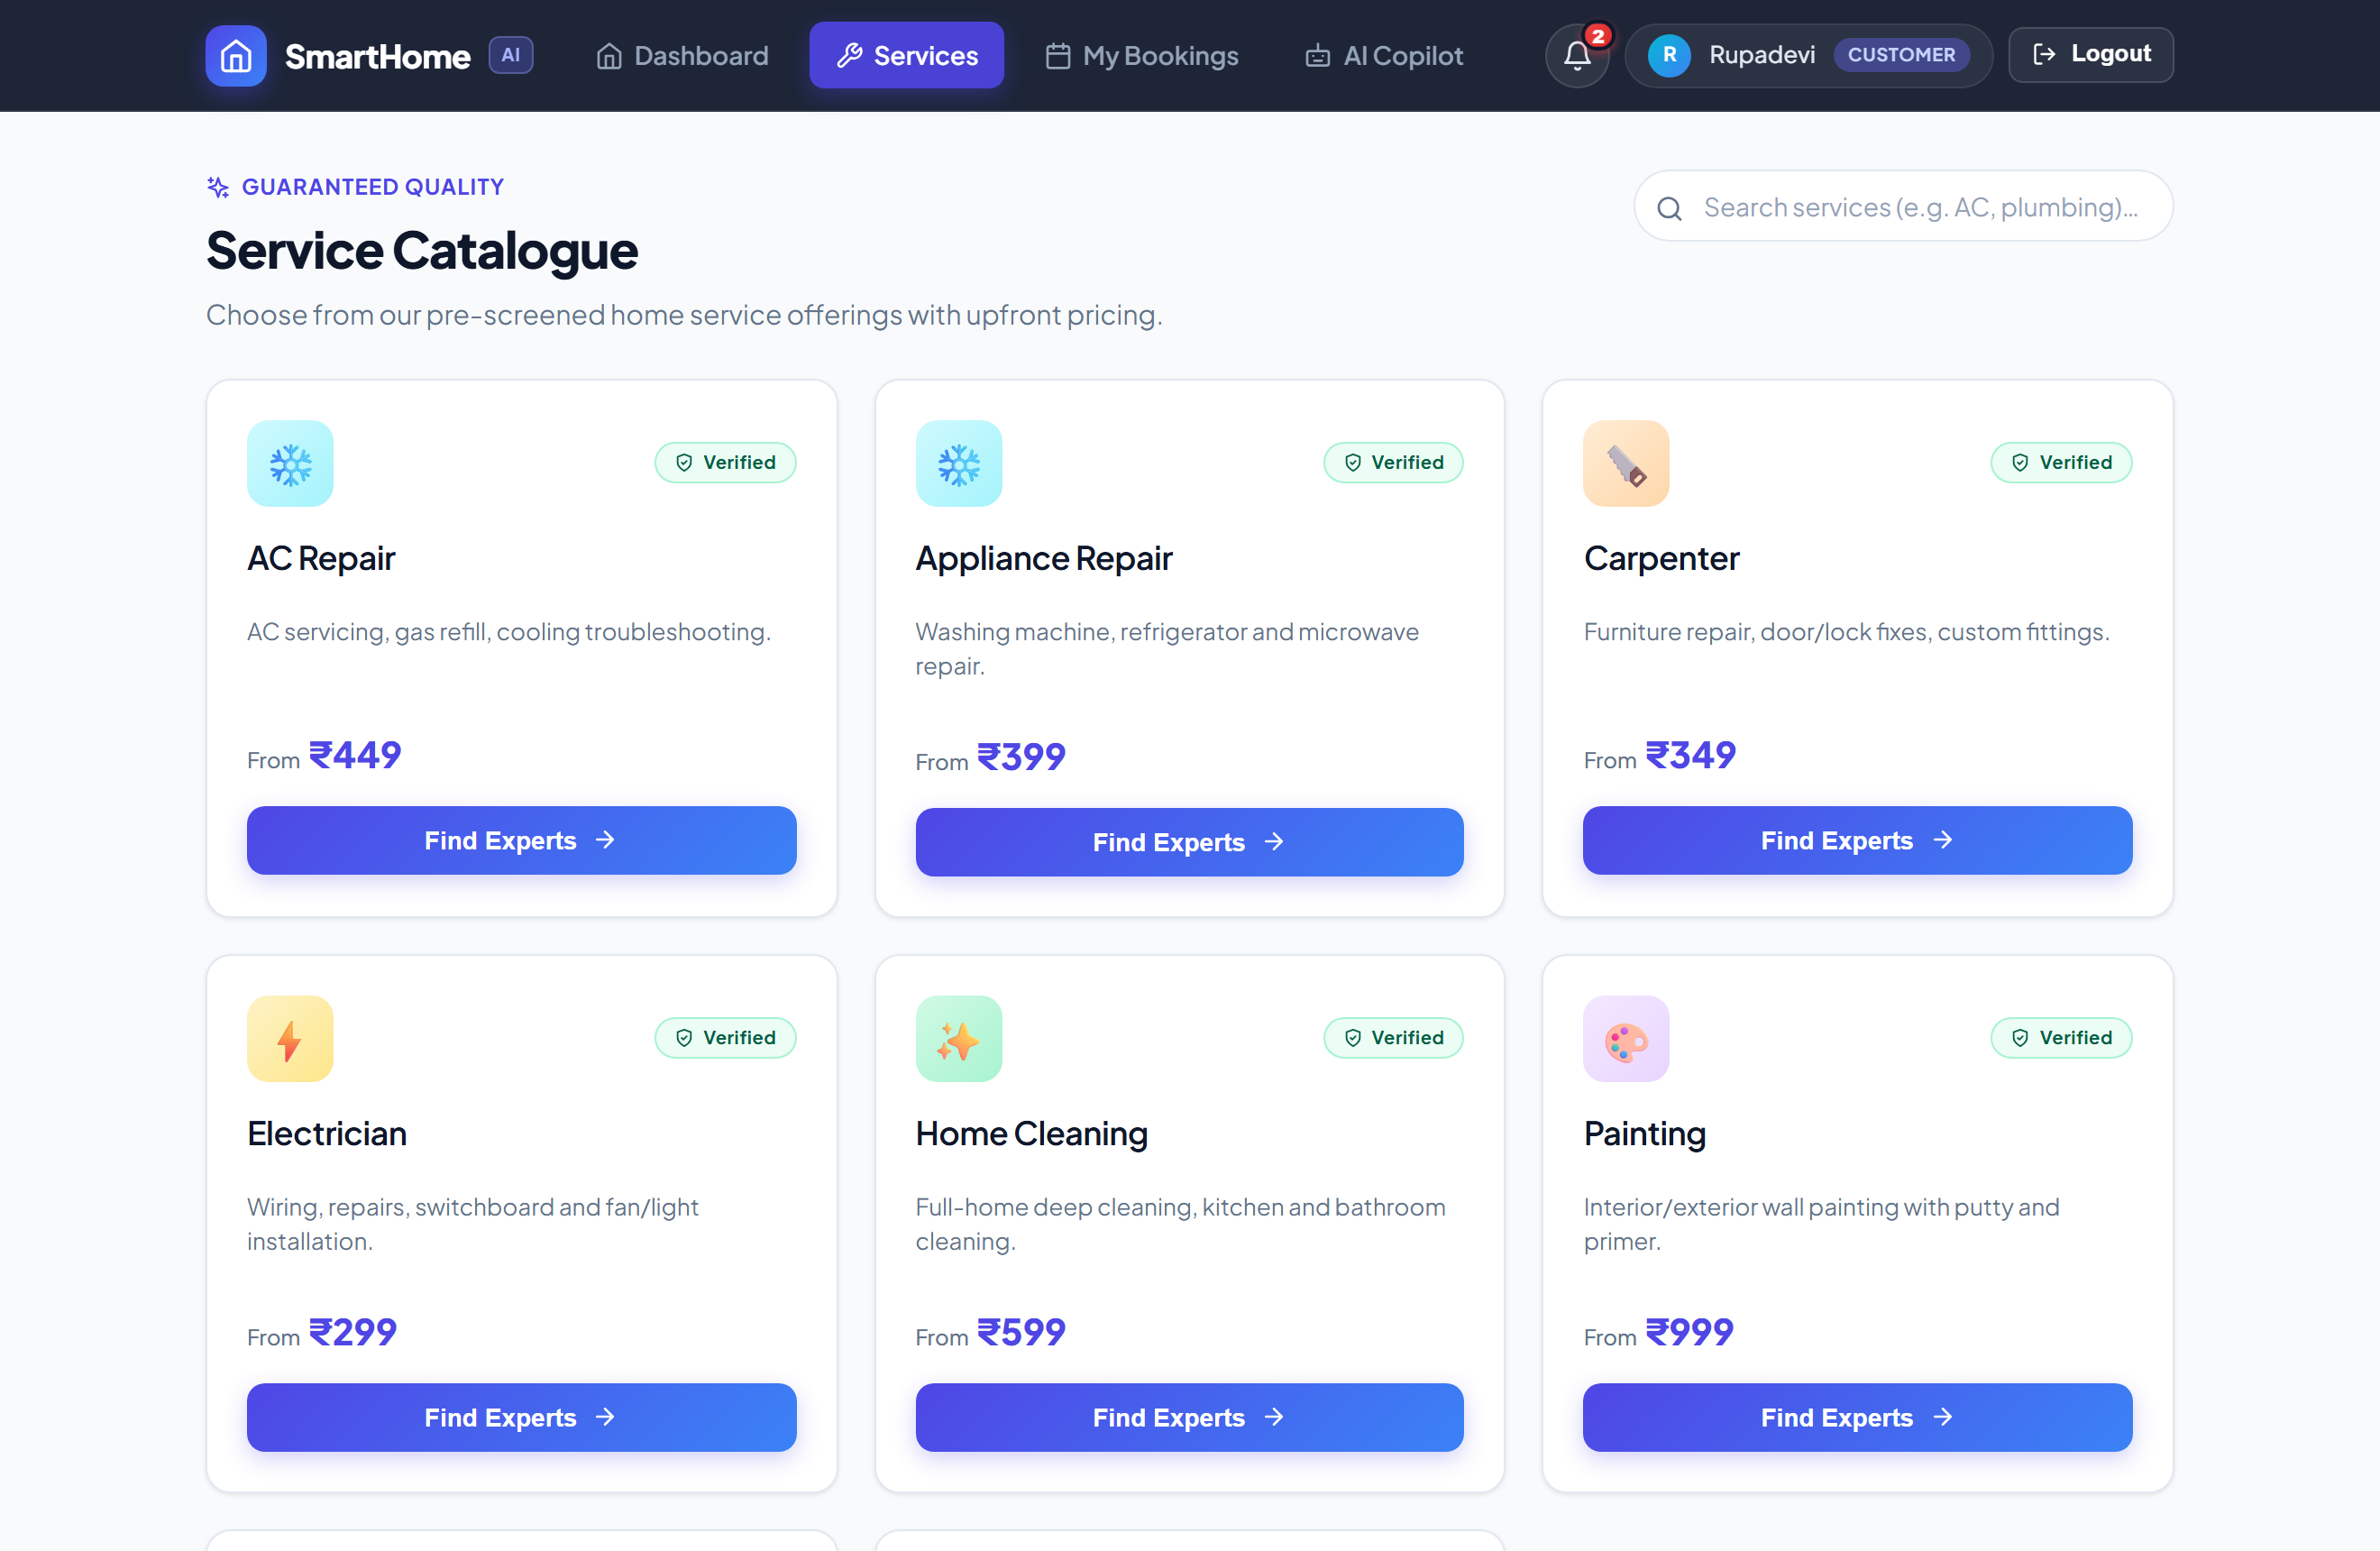 SmartHome AI Dashboard Services My Bookings AI Copilot 2 R Rupadevi CUSTOMER Logout
GUARANTEED QUALITY
Search services (e.g. AC, plumbing)...
Service Catalogue
Choose from our pre-screened home service offerings with upfront pricing.
Verified
AC Repair
AC servicing, gas refill, cooling troubleshooting.
From ₹449
Find Experts
Verified
Appliance Repair
Washing machine, refrigerator and microwave
repair.
From ₹399
Find Experts
Verified
Carpenter
Furniture repair, door/lock fixes, custom fittings.
From ₹349
Find Experts
Verified
Electrician
Wiring, repairs, switchboard and fan/light
installation.
From ₹299
Find Experts
Verified
Home Cleaning
Full-home deep cleaning, kitchen and bathroom
cleaning.
From ₹599
Find Experts
Verified
Painting
Interior/exterior wall painting with putty and
primer.
From ₹999
Find Experts